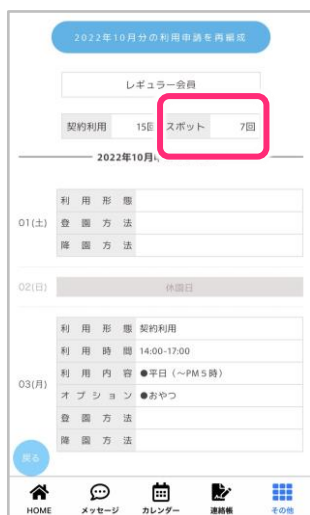 2022年10月分の利用申請を再編成
レギュラー会員
契約利用 15回 スポット 7回
2022年10月
利用形態
01(土) 登園方法
降園方法
02(日) 休園日
利用形態 契約利用
利用時間 14:00-17:00
利用内容 ●平日（～PM5時）
03(月) オプション ●おやつ
登園方法
降園方法
戻る
HOME メッセージ カレンダー 連絡帳 その他